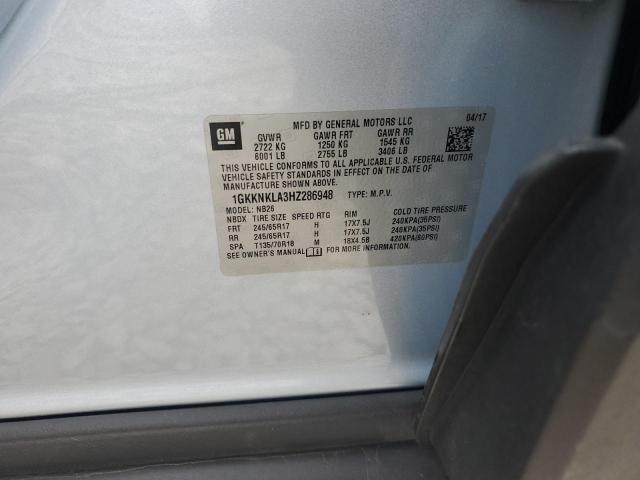 MFD BY GENERAL MOTORS LLC 04/17
GM GVWR GAWR FRT GAWR RR
2722 KG 1250 KG 1545 KG
6001 LB 2755 LB 3406 LB
THIS VEHICLE CONFORMS TO ALL APPLICABLE U.S. FEDERAL MOTOR
VEHICLE SAFETY STANDARDS IN EFFECT ON THE DATE OF
MANUFACTURE SHOWN ABOVE.
1GKKNKLA3HZ286948 TYPE: M.P.V.
MODEL: NB26
NBDX TIRE SIZE SPEED RTG RIM COLD TIRE PRESSURE
FRT 245/65R17 H 17X7.5J 240KPA(35PSI)
RR 245/65R17 H 17X7.5J 240KPA(35PSI)
SPA T135/70R18 M 18X4.5B 420KPA(60PSI)
SEE OWNER'S MANUAL FOR MORE INFORMATION.